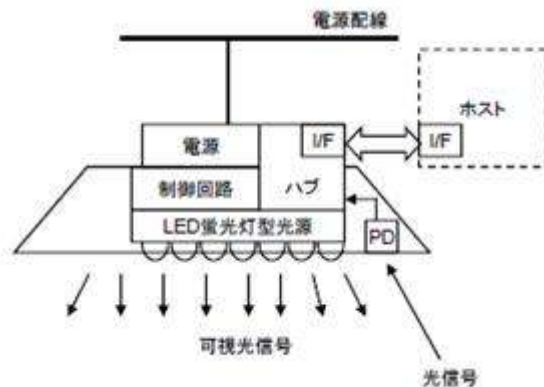 電源配線
ホスト
I/F
I/F
電源
制御回路
ハブ
LED蛍光灯型光源
PD
可視光信号
光信号